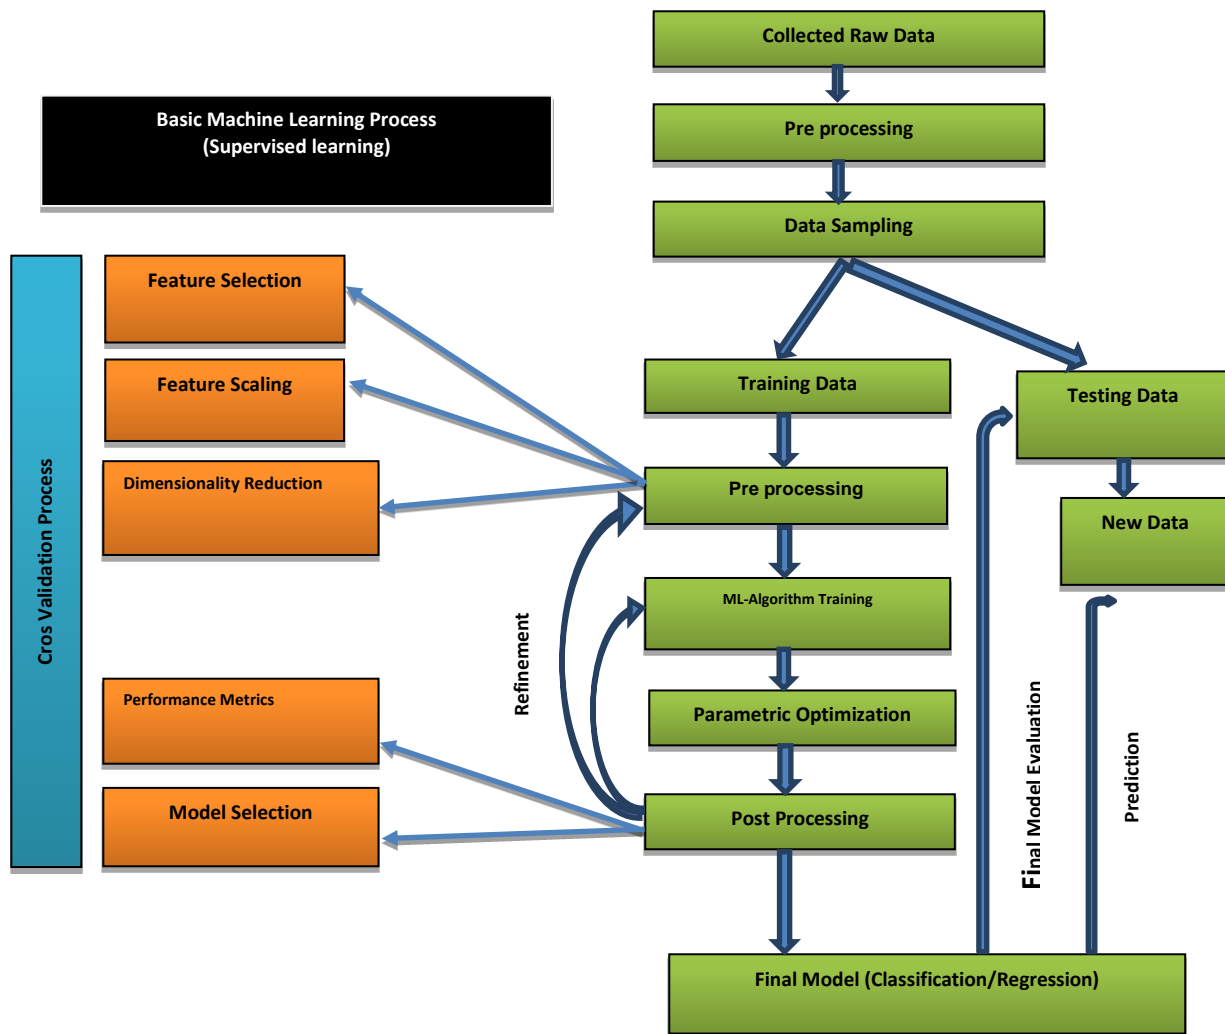 Collected Raw Data
Basic Machine Learning Process
(Supervised learning)
Pre processing
Data Sampling
Feature Selection
Feature Scaling
Dimensionality Reduction
Cros Validation Process
Performance Metrics
Model Selection
Training Data
Testing Data
Pre processing
New Data
ML-Algorithm Training
Refinement
Parametric Optimization
Post Processing
Final Model Evaluation
Prediction
Final Model (Classification/Regression)